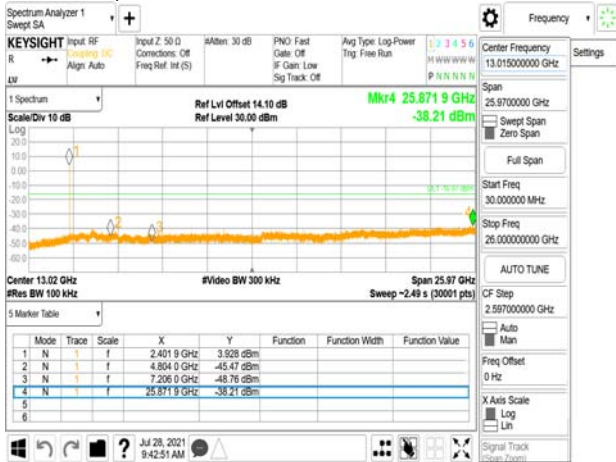 Spectrum Analyzer 1
Swept SA
+
Frequency
KEYSIGHT
R
LM
Input: RF
Coupling: DC
Align: Auto
Input Z: 50 Ω
Corrections: Off
Freq Ref: Int (S)
#Atten: 30 dB
PNO: Fast
Gate: Off
IF Gain: Low
Sig Track: Off
Avg Type: Log-Power
Trig: Free Run
1 2 3 4 5 6
M W W W W W
P N N N N N
1 Spectrum
Scale/Div 10 dB
Log
Ref Lvl Offset 14.10 dB
Ref Level 30.00 dBm
Mkr4 25.871 9 GHz
-38.21 dBm
20.0
10.0
0.00
-10.0
-20.0
-30.0
-40.0
-50.0
-60.0
1
2
3
4
Center 13.02 GHz
#Res BW 100 kHz
#Video BW 300 kHz
Span 25.97 GHz
Sweep ~2.49 s (30001 pts)
5 Marker Table
Mode Trace Scale X Y Function Function Width Function Value
1 N 1 f 2.401 9 GHz 3.928 dBm
2 N 1 f 4.804 0 GHz -45.47 dBm
3 N 1 f 7.206 0 GHz -48.76 dBm
4 N 1 f 25.871 9 GHz -38.21 dBm
5
6
Jul 28, 2021
9:42:51 AM
Center Frequency
13.015000000 GHz
Span
25.9700000 GHz
Swept Span
Zero Span
Full Span
Start Freq
30.000000 MHz
Stop Freq
26.000000000 GHz
AUTO TUNE
CF Step
2.597000000 GHz
Auto
Man
Freq Offset
0 Hz
X Axis Scale
Log
Lin
Signal Track
(Span Zoom)
Settings